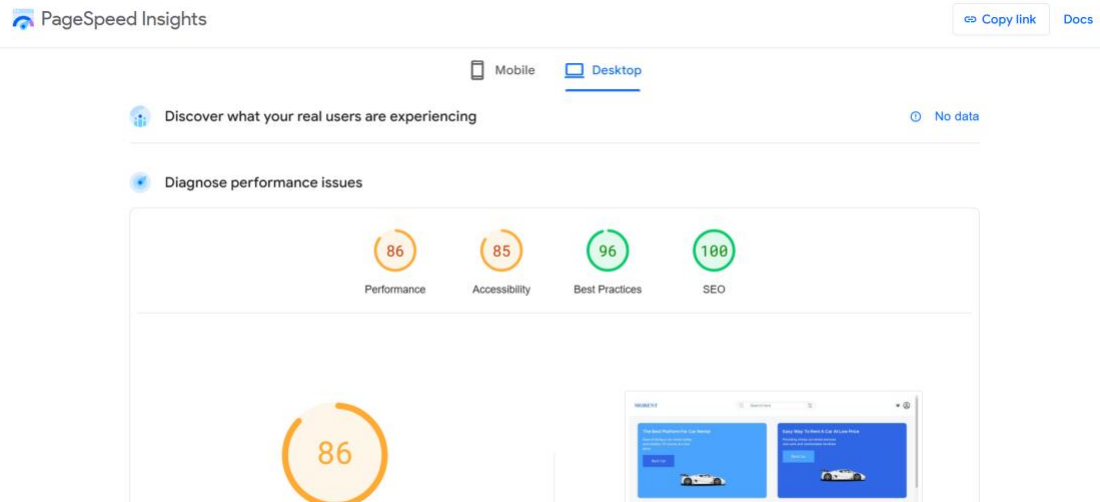 PageSpeed Insights
Copy link
Docs
Mobile
Desktop
Discover what your real users are experiencing
No data
Diagnose performance issues
86
85
96
100
Performance
Accessibility
Best Practices
SEO
86
The Best Platform For Car Rental
Easy Way To Rent A Car At Low Price